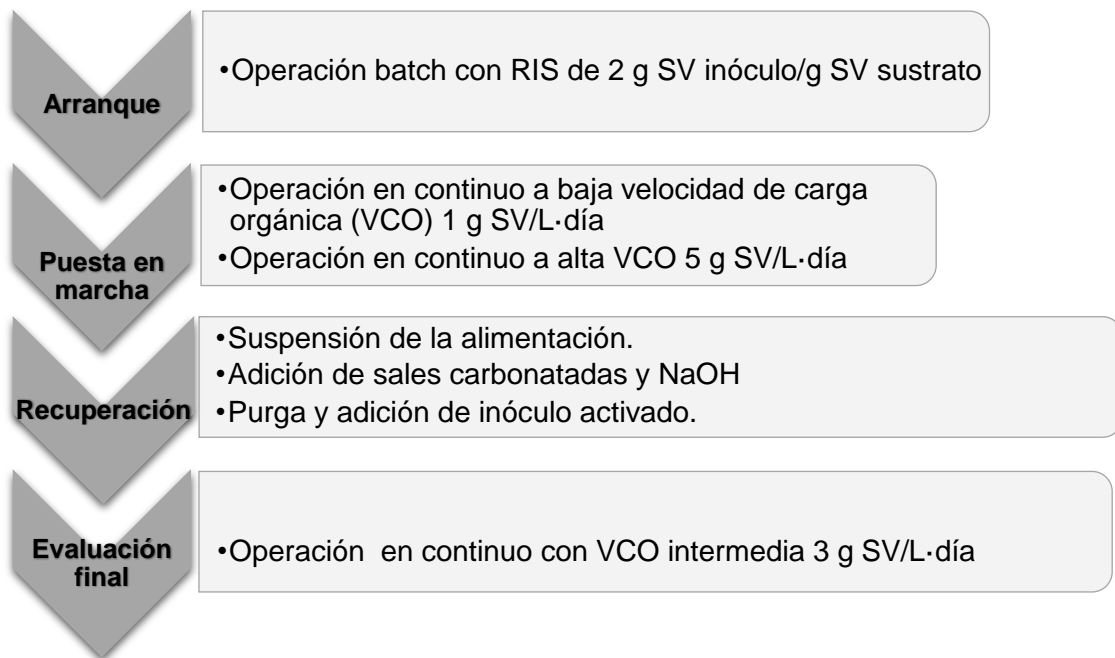 Arranque
•Operación batch con RIS de 2 g SV inóculo/g SV sustrato
Puesta en
marcha
•Operación en continuo a baja velocidad de carga
orgánica (VCO) 1 g SV/L·día
•Operación en continuo a alta VCO 5 g SV/L·día
Recuperación
•Suspensión de la alimentación.
•Adición de sales carbonatadas y NaOH
•Purga y adición de inóculo activado.
Evaluación
final
•Operación  en continuo con VCO intermedia 3 g SV/L·día